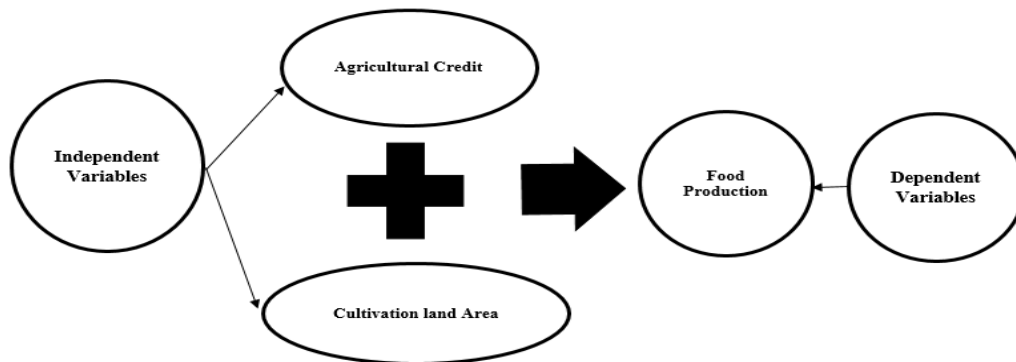 Agricultural Credit
Independent
Variables
Food
Production
Dependent
Variables
Cultivation land Area